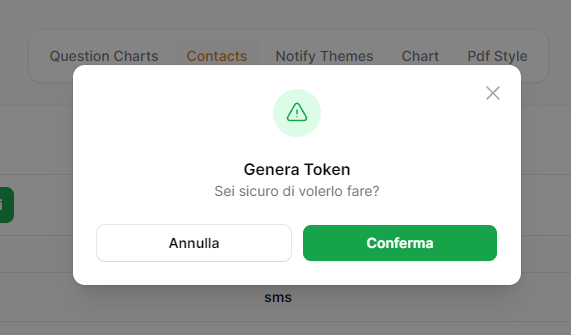 Question Charts Contacts Notify Themes Chart Pdf Style
Genera Token
Sei sicuro di volerlo fare?
Annulla Conferma
sms